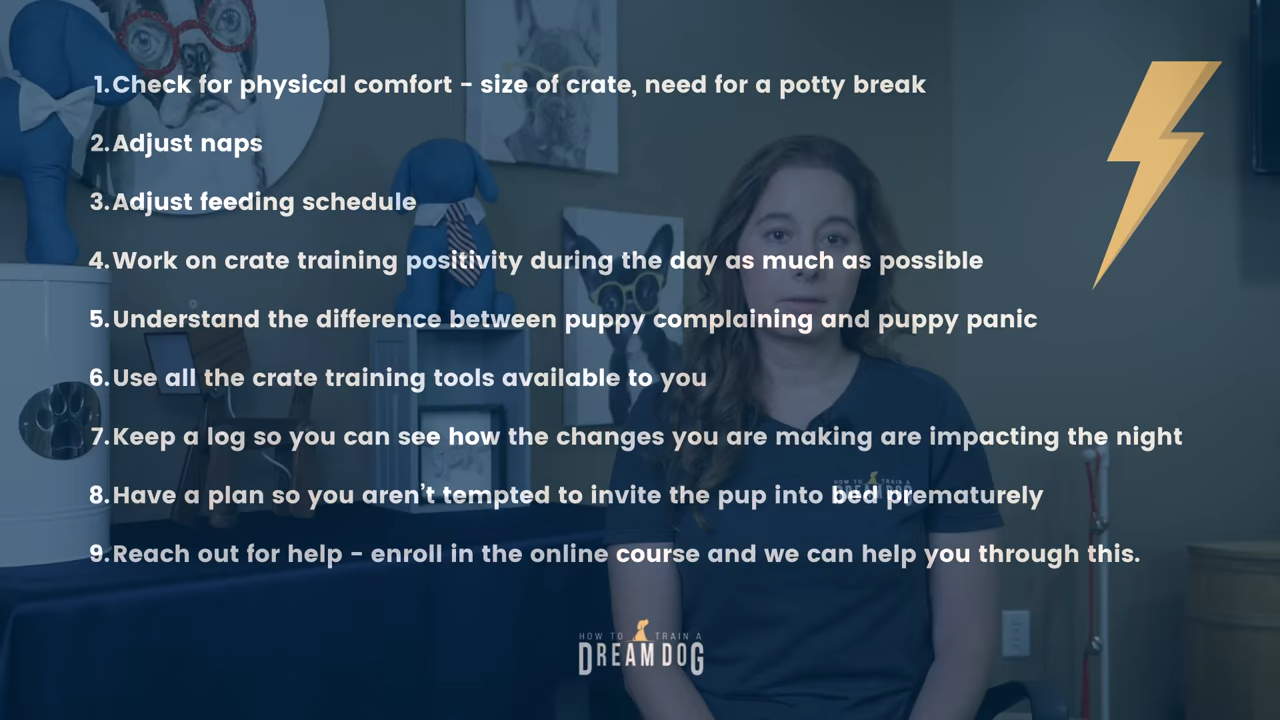 1. Check for physical comfort - size of crate, need for a potty break
2. Adjust naps
3. Adjust feeding schedule
4. Work on crate training positivity during the day as much as possible
5. Understand the difference between puppy complaining and puppy panic
6. Use all the crate training tools available to you
7. Keep a log so you can see how the changes you are making are impacting the night
8. Have a plan so you aren't tempted to invite the pup into bed prematurely
9. Reach out for help - enroll in the online course and we can help you through this.
HOW TO TRAIN A
DREAM DOG
HOW TO TRAIN A
DREAM DOG